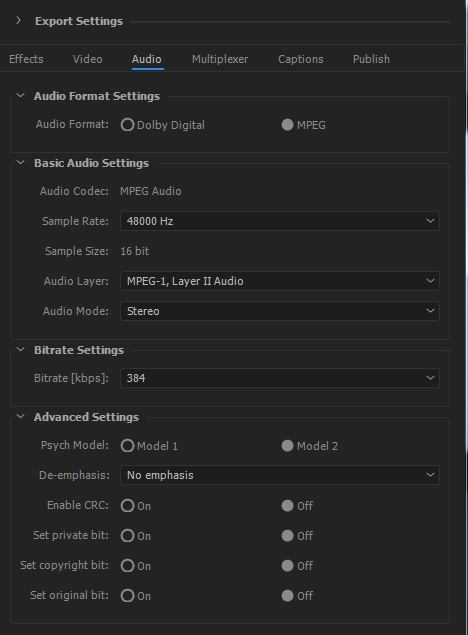 Export Settings
Effects Video Audio Multiplexer Captions Publish
Audio Format Settings
Audio Format: Dolby Digital MPEG
Basic Audio Settings
Audio Codec: MPEG Audio
Sample Rate: 48000 Hz
Sample Size: 16 bit
Audio Layer: MPEG-1, Layer II Audio
Audio Mode: Stereo
Bitrate Settings
Bitrate [kbps]: 384
Advanced Settings
Psych Model: Model 1 Model 2
De-emphasis: No emphasis
Enable CRC: On Off
Set private bit: On Off
Set copyright bit: On Off
Set original bit: On Off